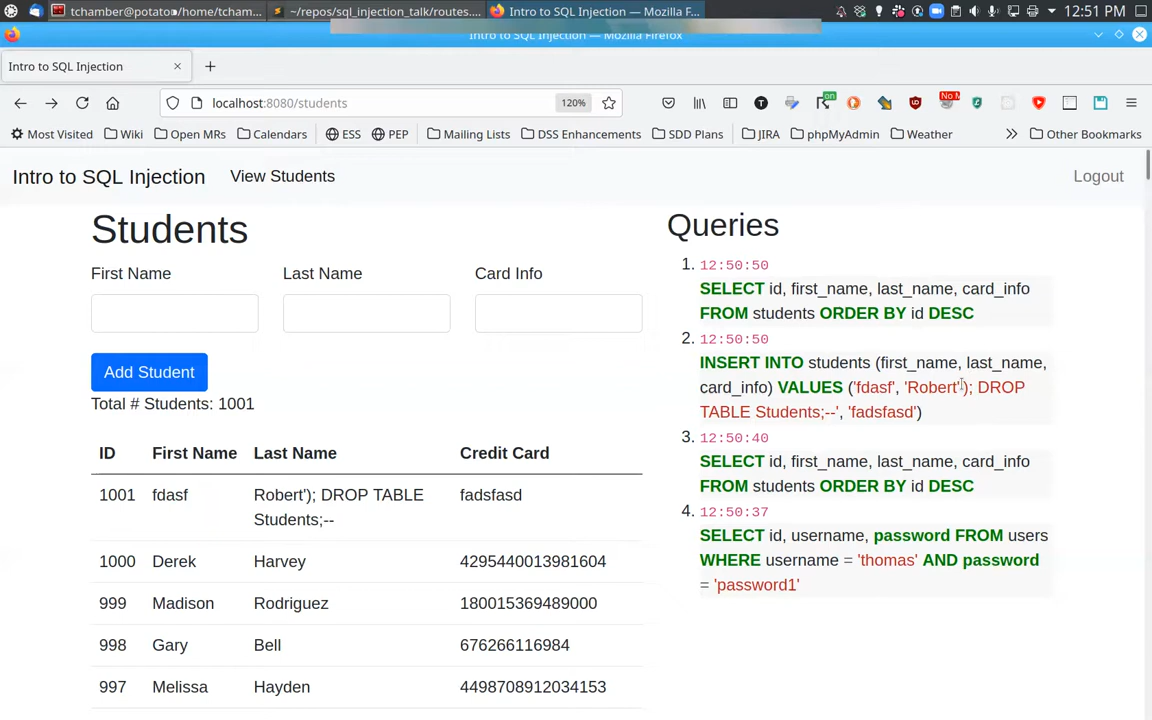 tchamber@potato:/home/tcham...
~/repos/sql_injection_talk/routes....
Intro to SQL Injection — Mozilla F...
12:51 PM
Intro to SQL Injection — Mozilla Firefox
Intro to SQL Injection
localhost:8080/students
120%
on
No M
Most Visited
Wiki
Open MRs
Calendars
ESS
PEP
Mailing Lists
DSS Enhancements
SDD Plans
JIRA
phpMyAdmin
Weather
Other Bookmarks
Intro to SQL Injection
View Students
Logout
Students
First Name
Last Name
Card Info
Add Student
Total # Students: 1001
ID First Name Last Name Credit Card
1001 fdasf Robert'); DROP TABLE fadsfasd
Students;--
1000 Derek Harvey 4295440013981604
999 Madison Rodriguez 180015369489000
998 Gary Bell 676266116984
997 Melissa Hayden 4498708912034153
Queries
1. 12:50:50
SELECT id, first_name, last_name, card_info
FROM students ORDER BY id DESC
2. 12:50:50
INSERT INTO students (first_name, last_name,
card_info) VALUES ('fdasf', 'Robert'); DROP
TABLE Students;--', 'fadsfasd')
3. 12:50:40
SELECT id, first_name, last_name, card_info
FROM students ORDER BY id DESC
4. 12:50:37
SELECT id, username, password FROM users
WHERE username = 'thomas' AND password
= 'password1'